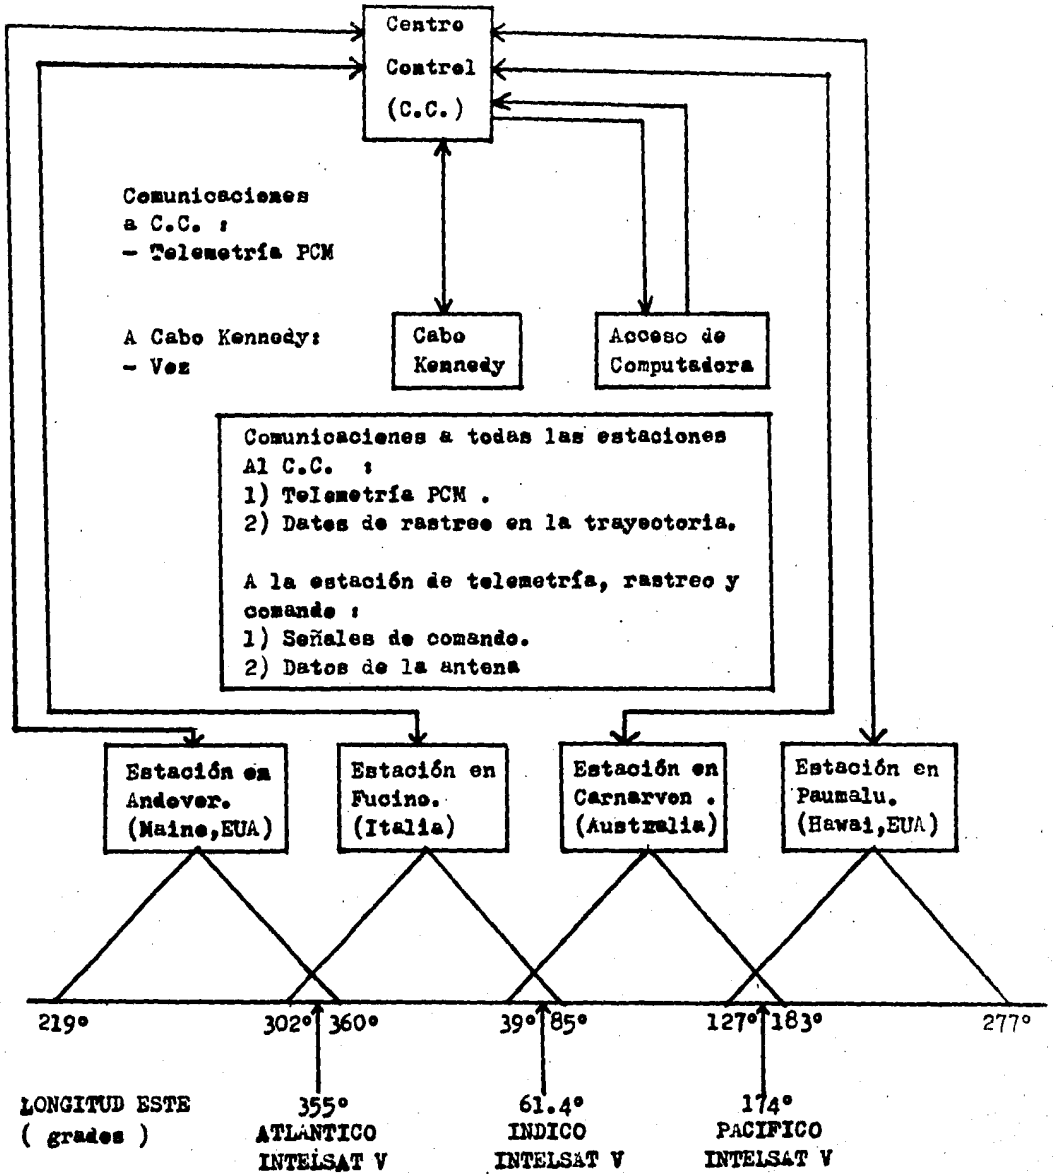 Centro
Control
(C.C.)
Comunicaciones
a C.C. :
- Telemetría PCM
A Cabo Kennedy:
- Voz
Cabo
Kennedy
Acceso de
Computadora
Comunicaciones a todas las estaciones
Al C.C. :
1) Telemetría PCM .
2) Datos de rastreo en la trayectoria.
A la estación de telemetría, rastreo y
comando :
1) Señales de comando.
2) Datos de la antena
Estación en
Andover.
(Maine,EUA)
Estación en
Fucino.
(Italia)
Estación en
Carnarvon .
(Australia)
Estación en
Paumalu.
(Hawai,EUA)
219° 302° 360° 39° 85° 127° 183° 277°
LONGITUD ESTE
( grados )
355°
ATLANTICO
INTELSAT V
61.4°
INDICO
INTELSAT V
174°
PACIFICO
INTELSAT V